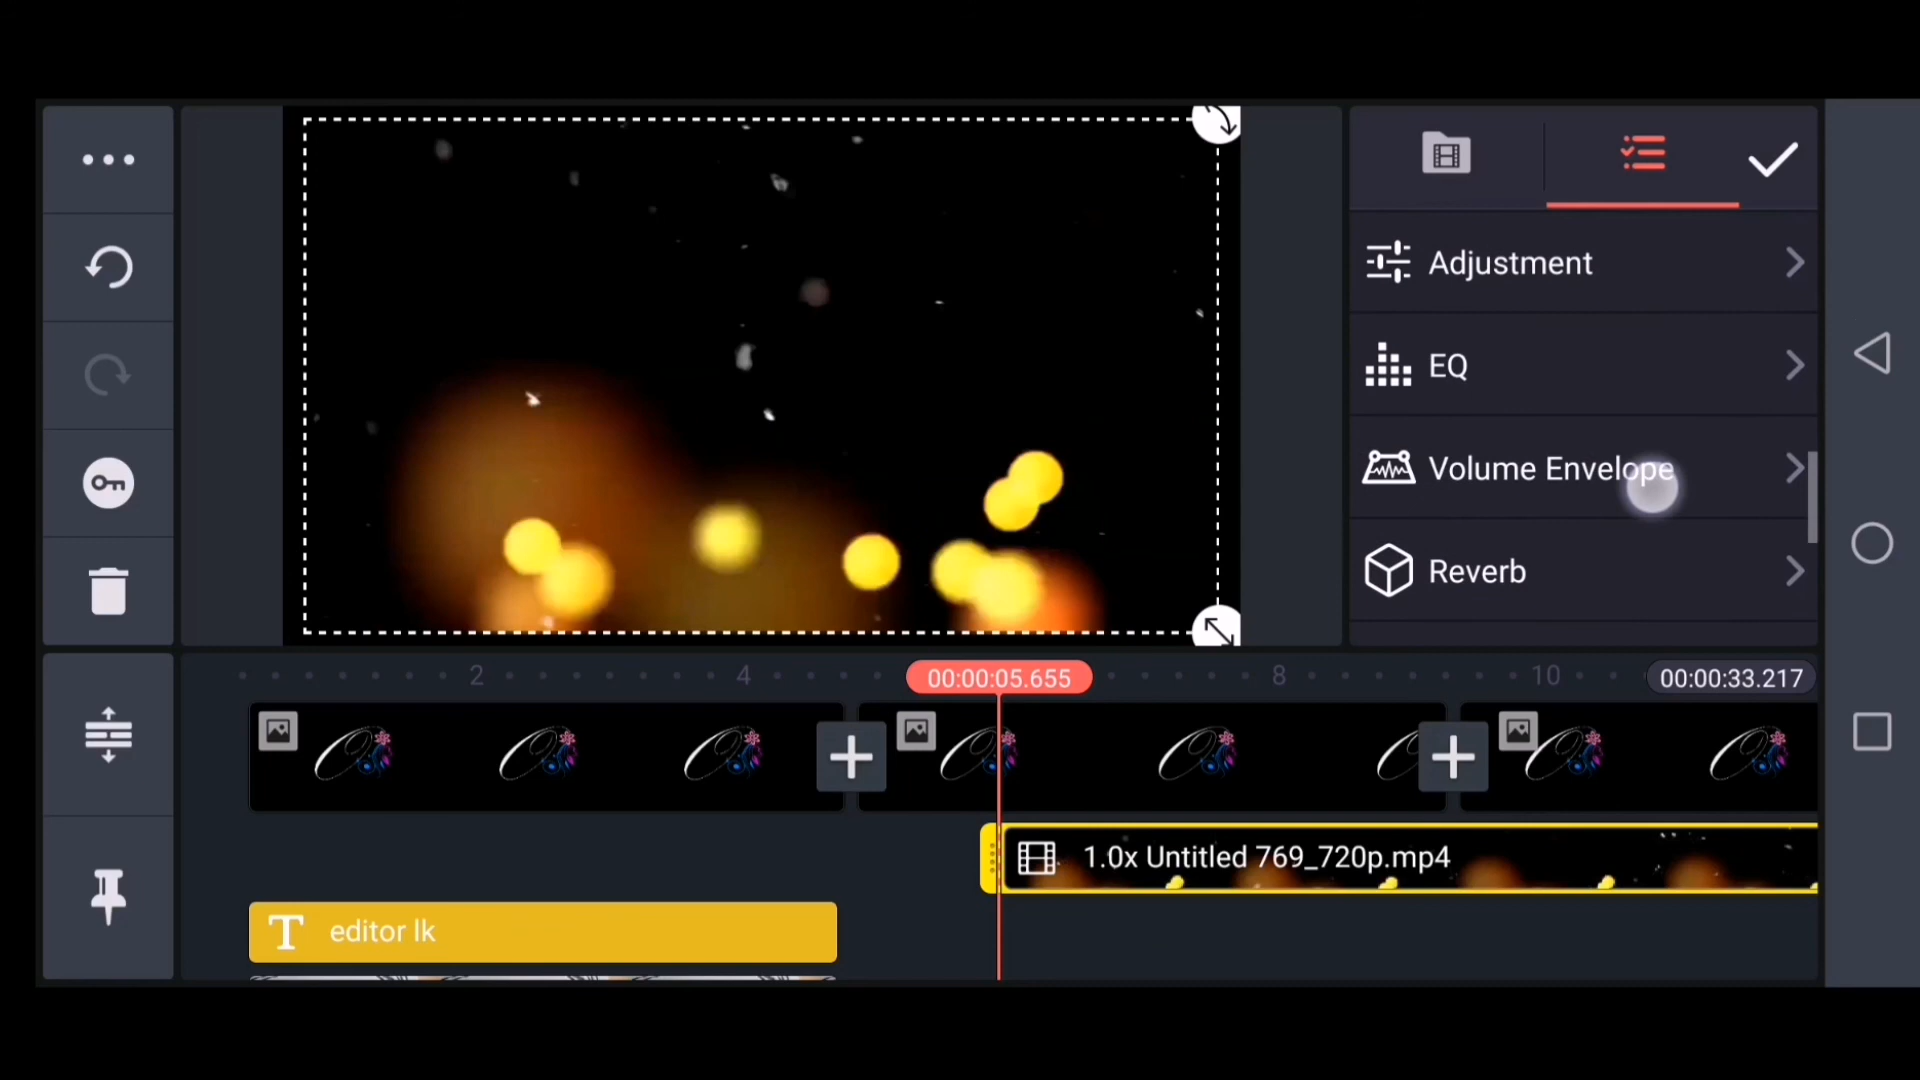 Adjustment
EQ
Volume Envelope
Reverb
2
4
00:00:05.655
8
10
00:00:33.217
1.0x Untitled 769_720p.mp4
T editor lk